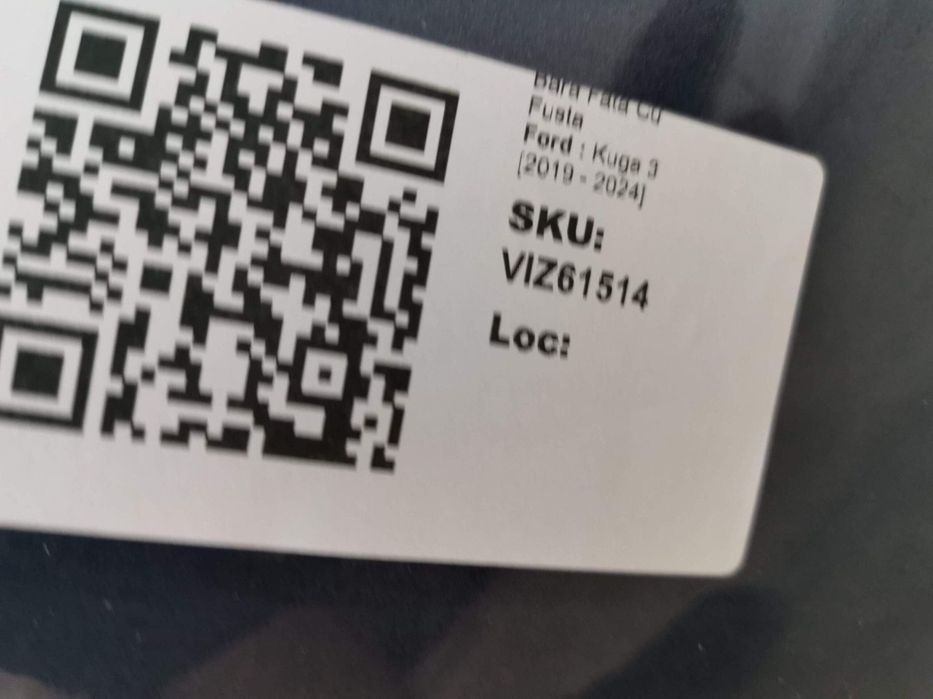 Bara Fata Cu
Fusta
Ford : Kuga 3
[2019 - 2024]
SKU:
VIZ61514
Loc: